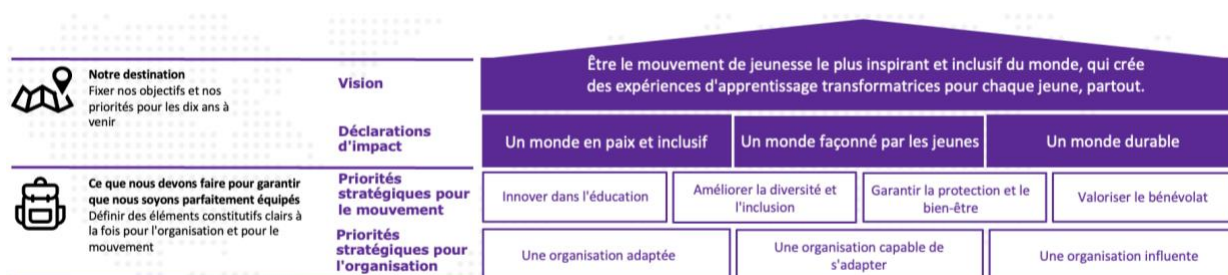 Notre destination
Fixer nos objectifs et nos
priorités pour les dix ans à
venir
Vision
Être le mouvement de jeunesse le plus inspirant et inclusif du monde, qui crée
des expériences d'apprentissage transformatrices pour chaque jeune, partout.
Déclarations
d'impact
Un monde en paix et inclusif
Un monde façonné par les jeunes
Un monde durable
Ce que nous devons faire pour garantir
que nous soyons parfaitement équipés
Définir des éléments constitutifs clairs à
la fois pour l'organisation et pour le
mouvement
Priorités
stratégiques pour
le mouvement
Innover dans l'éducation
Améliorer la diversité et
l'inclusion
Garantir la protection et le
bien-être
Valoriser le bénévolat
Priorités
stratégiques pour
l'organisation
Une organisation adaptée
Une organisation capable de
s'adapter
Une organisation influente